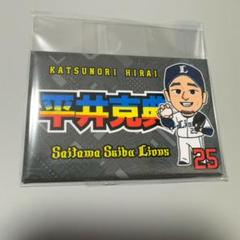 KATSUNORI HIRAI
平井克典
L
Saitama Seibu Lions
25